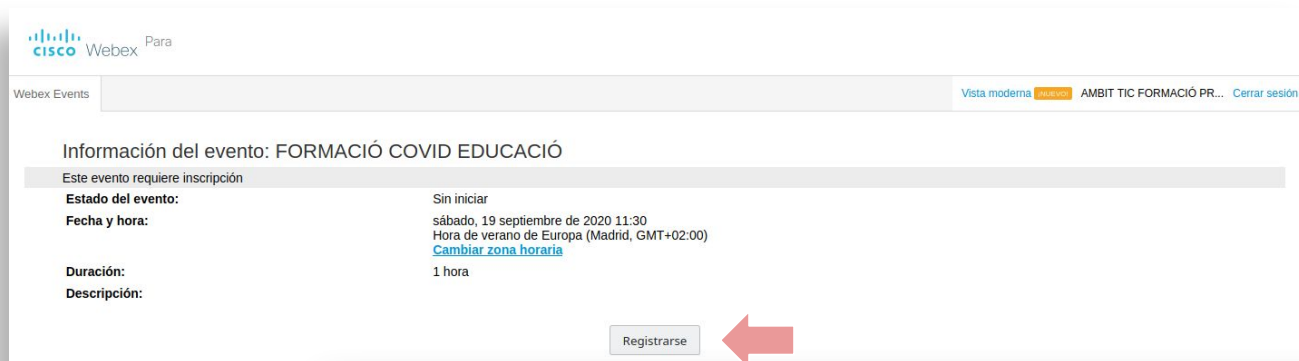 CISCO Webex Para
Webex Events
Vista moderna ¡NUEVO! AMBIT TIC FORMACIÓ PR... Cerrar sesión
Información del evento: FORMACIÓ COVID EDUCACIÓ
Este evento requiere inscripción
Estado del evento: Sin iniciar
Fecha y hora: sábado, 19 septiembre de 2020 11:30
Hora de verano de Europa (Madrid, GMT+02:00)
Cambiar zona horaria
Duración: 1 hora
Descripción:
Registrarse